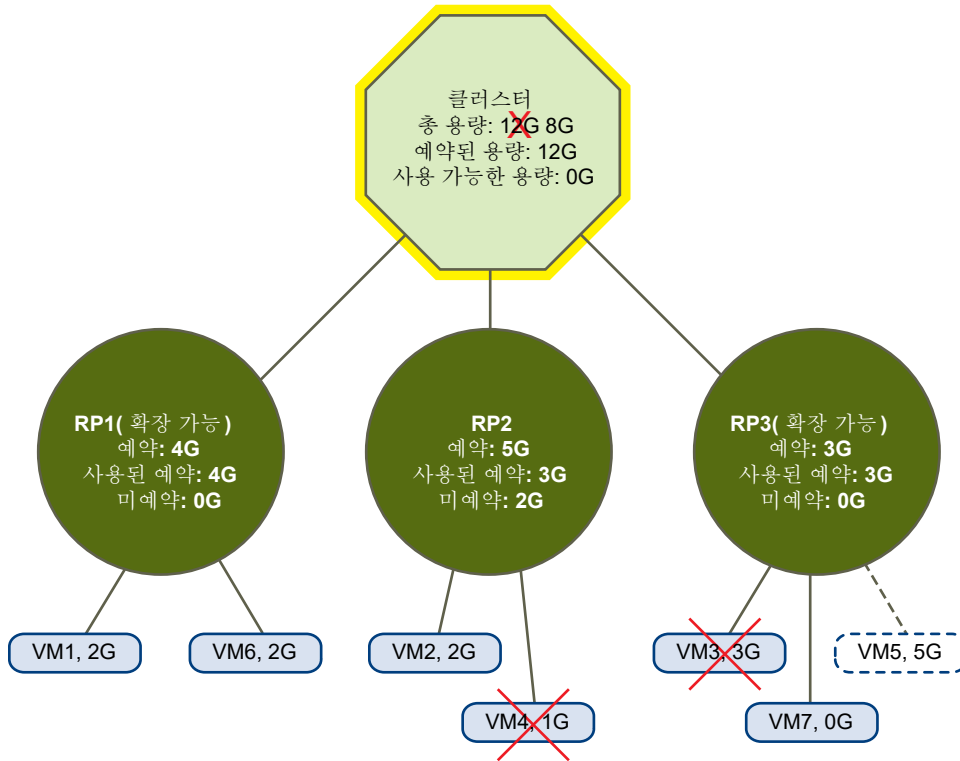 클러스터
총 용량: 12G 8G
예약된 용량: 12G
사용 가능한 용량: 0G
RP1( 확장 가능 )
예약: 4G
사용된 예약: 4G
미예약: 0G
RP2
예약: 5G
사용된 예약: 3G
미예약: 2G
RP3( 확장 가능 )
예약: 3G
사용된 예약: 3G
미예약: 0G
VM1, 2G
VM6, 2G
VM2, 2G
VM3, 3G
VM5, 5G
VM4, 1G
VM7, 0G